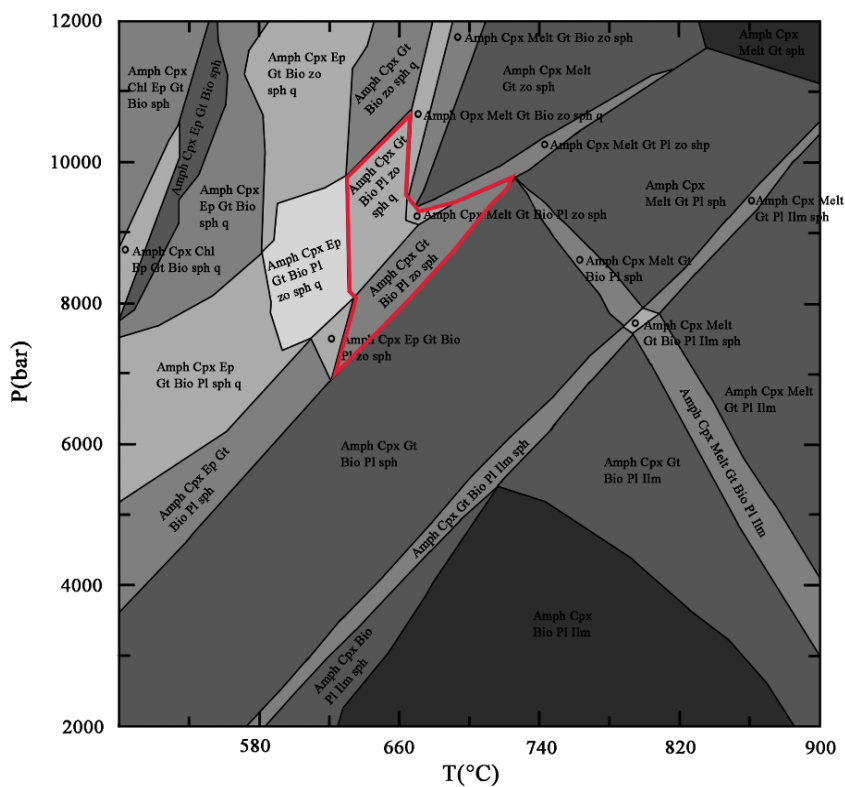 12000
10000
8000
6000
4000
2000
P(bar)
580
660
740
820
900
T(°C)
Amph Cpx
Chl Ep Gt
Bio sph
Amph Cpx Ep Gt Bio sph
Amph Cpx
Ep Gt Bio
sph q
Amph Cpx Chl
Ep Gt Bio sph q
Amph Cpx Ep
Gt Bio zo
sph q
Amph Cpx Gt
Bio zo sph q
Amph Cpx Melt Gt Bio zo sph
Amph Cpx Melt
Gt zo sph
Amph Cpx
Melt Gt sph
Amph Opx Melt Gt Bio zo sph q
Amph Cpx Melt Gt Pl zo shp
Amph Cpx Gt
Bio Pl zo
sph q
Amph Cpx
Melt Gt Pl sph
Amph Cpx Melt
Gt Pl Ilm sph
Amph Cpx Melt Gt Bio Pl zo sph
Amph Cpx Ep
Gt Bio Pl
zo sph q
Amph Cpx Gt
Bio Pl zo sph
Amph Cpx Melt Gt
Bio Pl sph
Amph Cpx Ep Gt Bio
Pl zo sph
Amph Cpx Melt
Gt Bio Pl Ilm sph
Amph Cpx Ep
Gt Bio Pl sph q
Amph Cpx Melt
Gt Pl Ilm
Amph Cpx Melt Gt Bio Pl Ilm
Amph Cpx Gt
Bio Pl sph
Amph Cpx Gt
Bio Pl Ilm
Amph Cpx Ep Gt
Bio Pl sph
Amph Cpx Gt Bio Pl Ilm sph
Amph Cpx
Bio Pl Ilm
Amph Cpx Bio
Pl Ilm sph